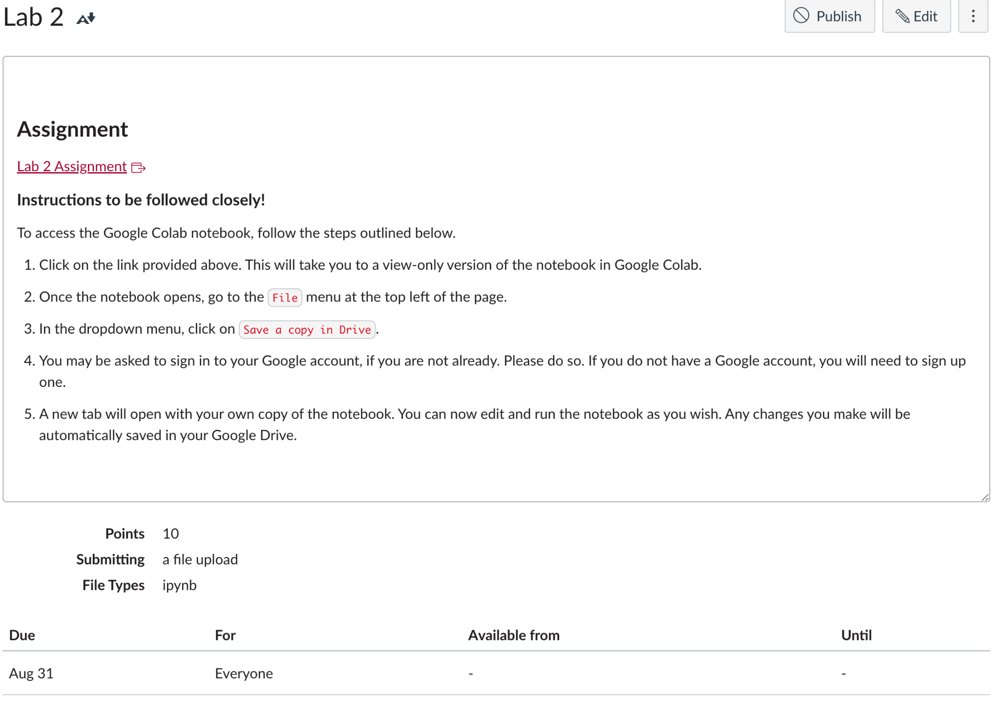 Lab 2
Publish
Edit
Assignment
Lab 2 Assignment
Instructions to be followed closely!
To access the Google Colab notebook, follow the steps outlined below.
1. Click on the link provided above. This will take you to a view-only version of the notebook in Google Colab.
2. Once the notebook opens, go to the File menu at the top left of the page.
3. In the dropdown menu, click on Save a copy in Drive.
4. You may be asked to sign in to your Google account, if you are not already. Please do so. If you do not have a Google account, you will need to sign up
one.
5. A new tab will open with your own copy of the notebook. You can now edit and run the notebook as you wish. Any changes you make will be
automatically saved in your Google Drive.
Points 10
Submitting a file upload
File Types ipynb
Due For Available from Until
Aug 31 Everyone - -